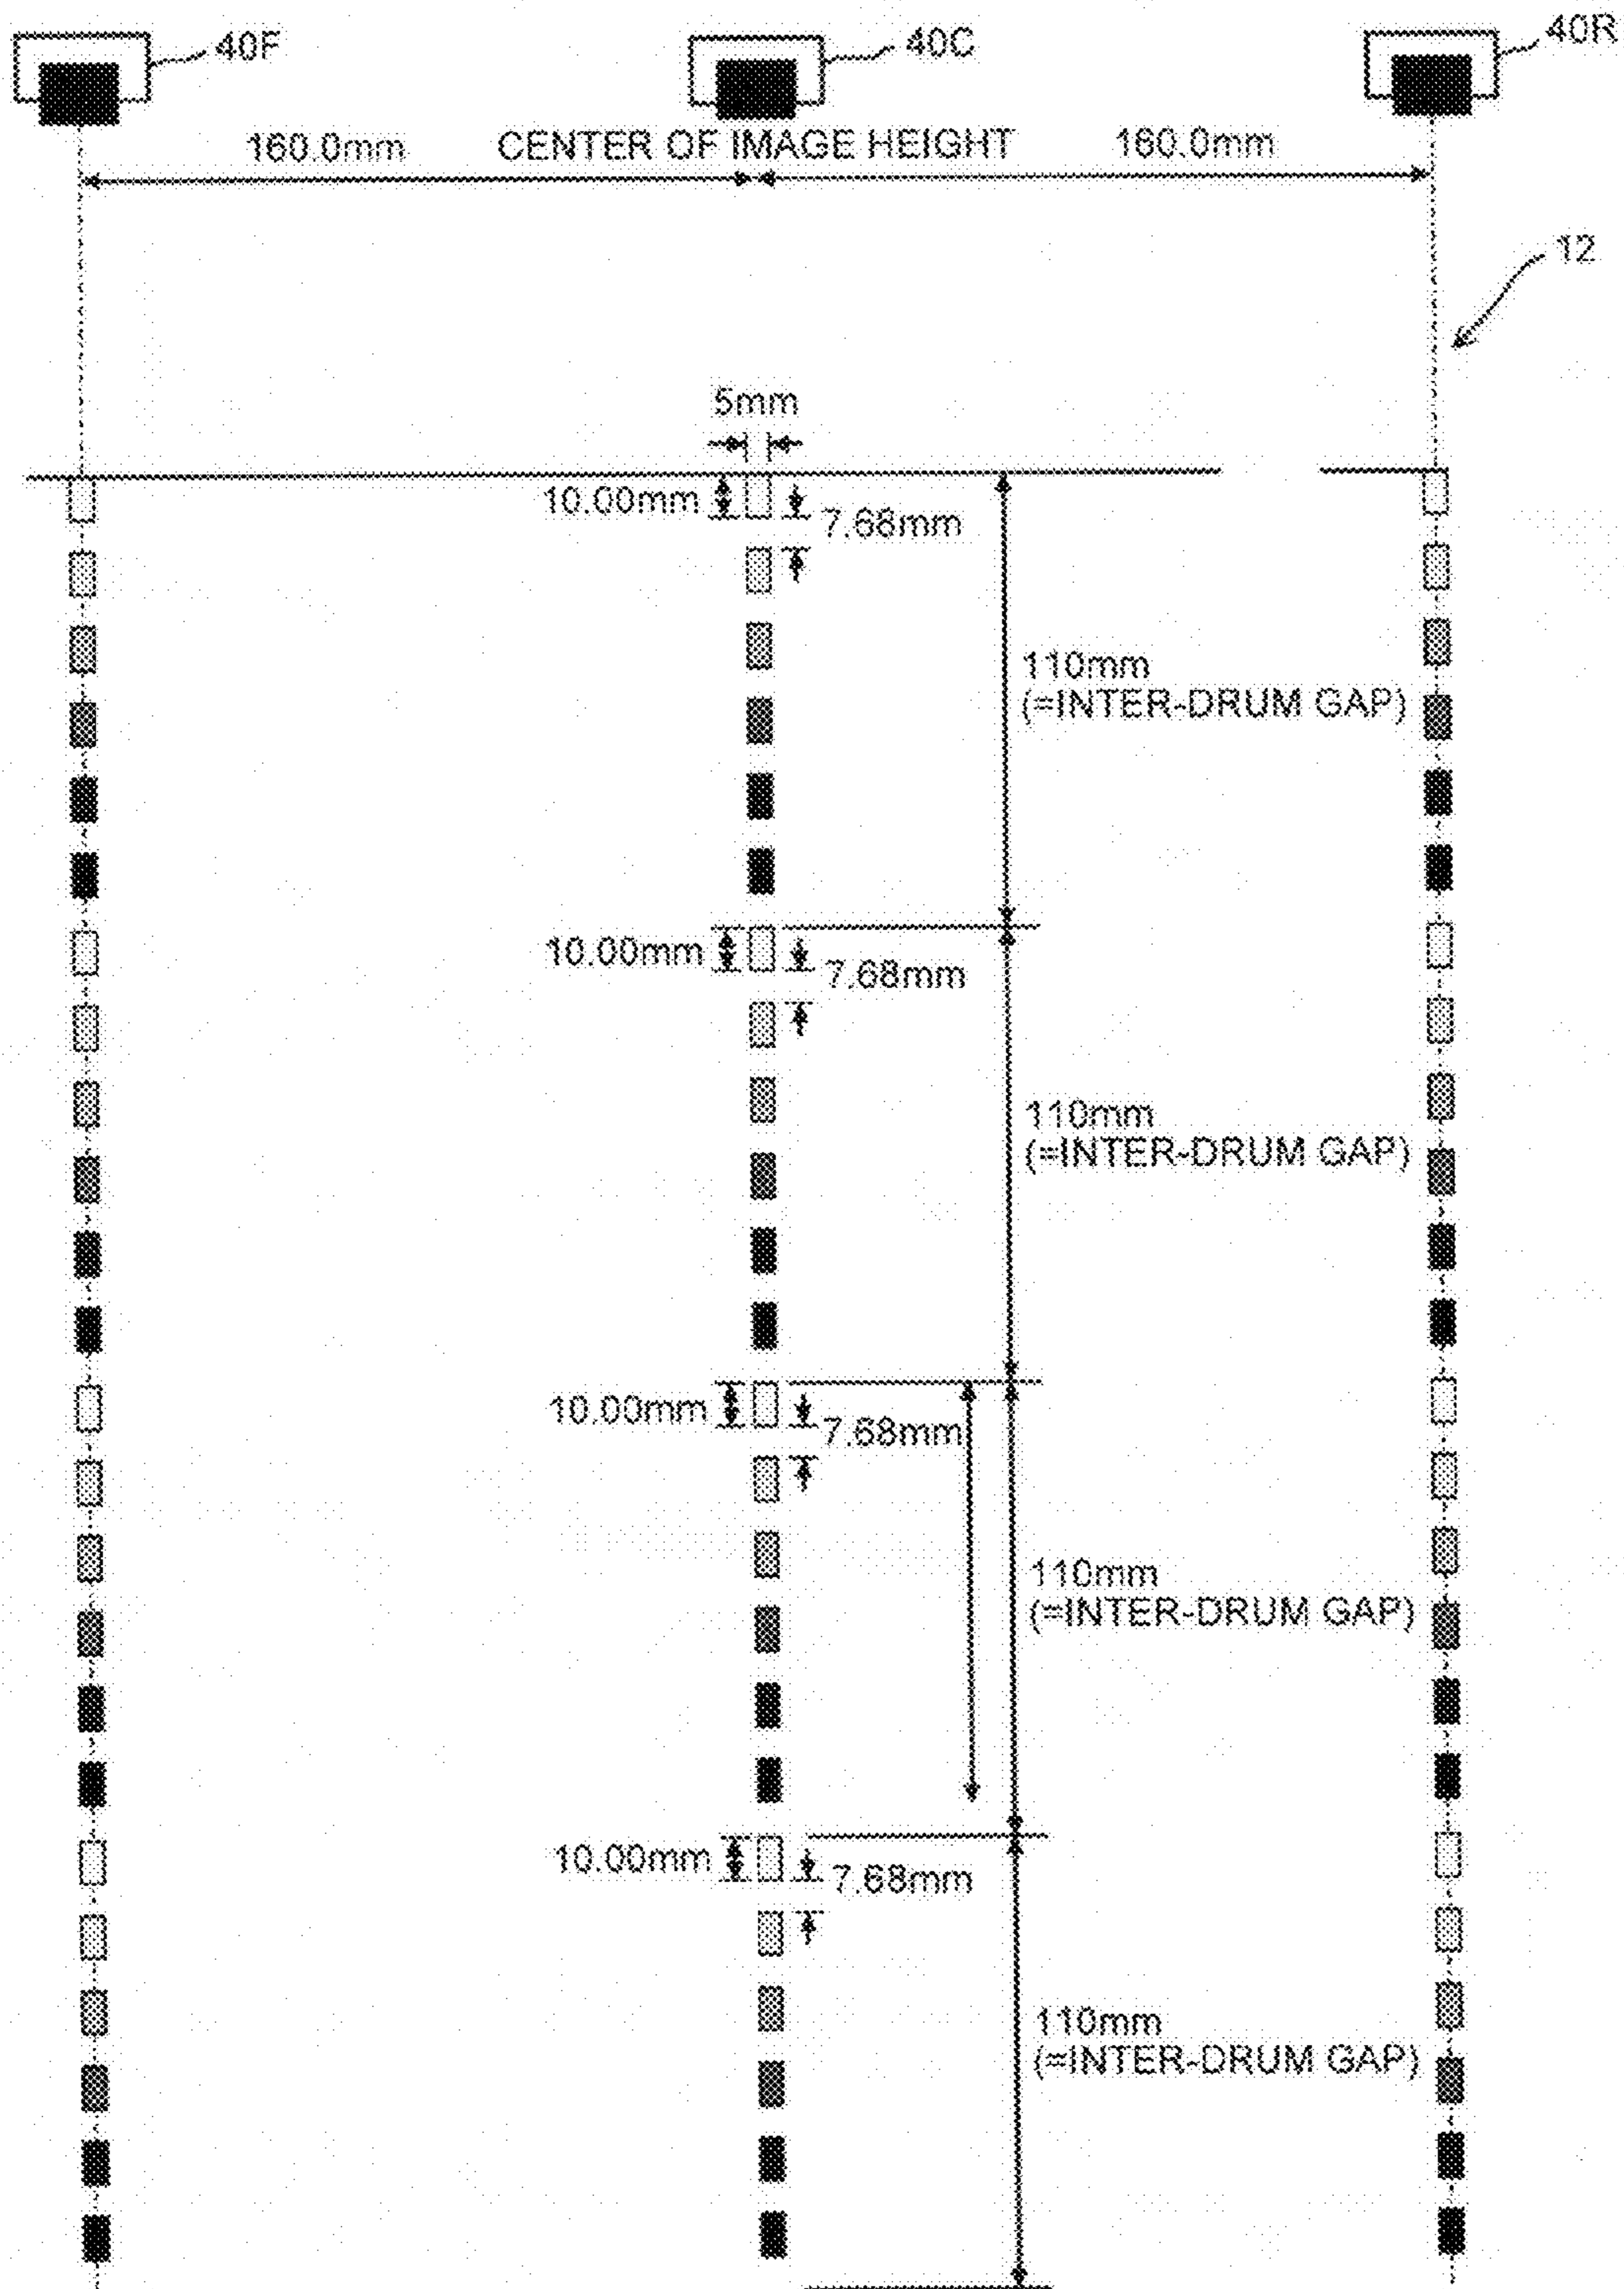 40F
40C
40R
160.0mm
CENTER OF IMAGE HEIGHT
160.0mm
12
5mm
10.00mm
7.68mm
110mm
(=INTER-DRUM GAP)
10.00mm
7.68mm
110mm
(=INTER-DRUM GAP)
10.00mm
7.68mm
110mm
(=INTER-DRUM GAP)
10.00mm
7.68mm
110mm
(=INTER-DRUM GAP)